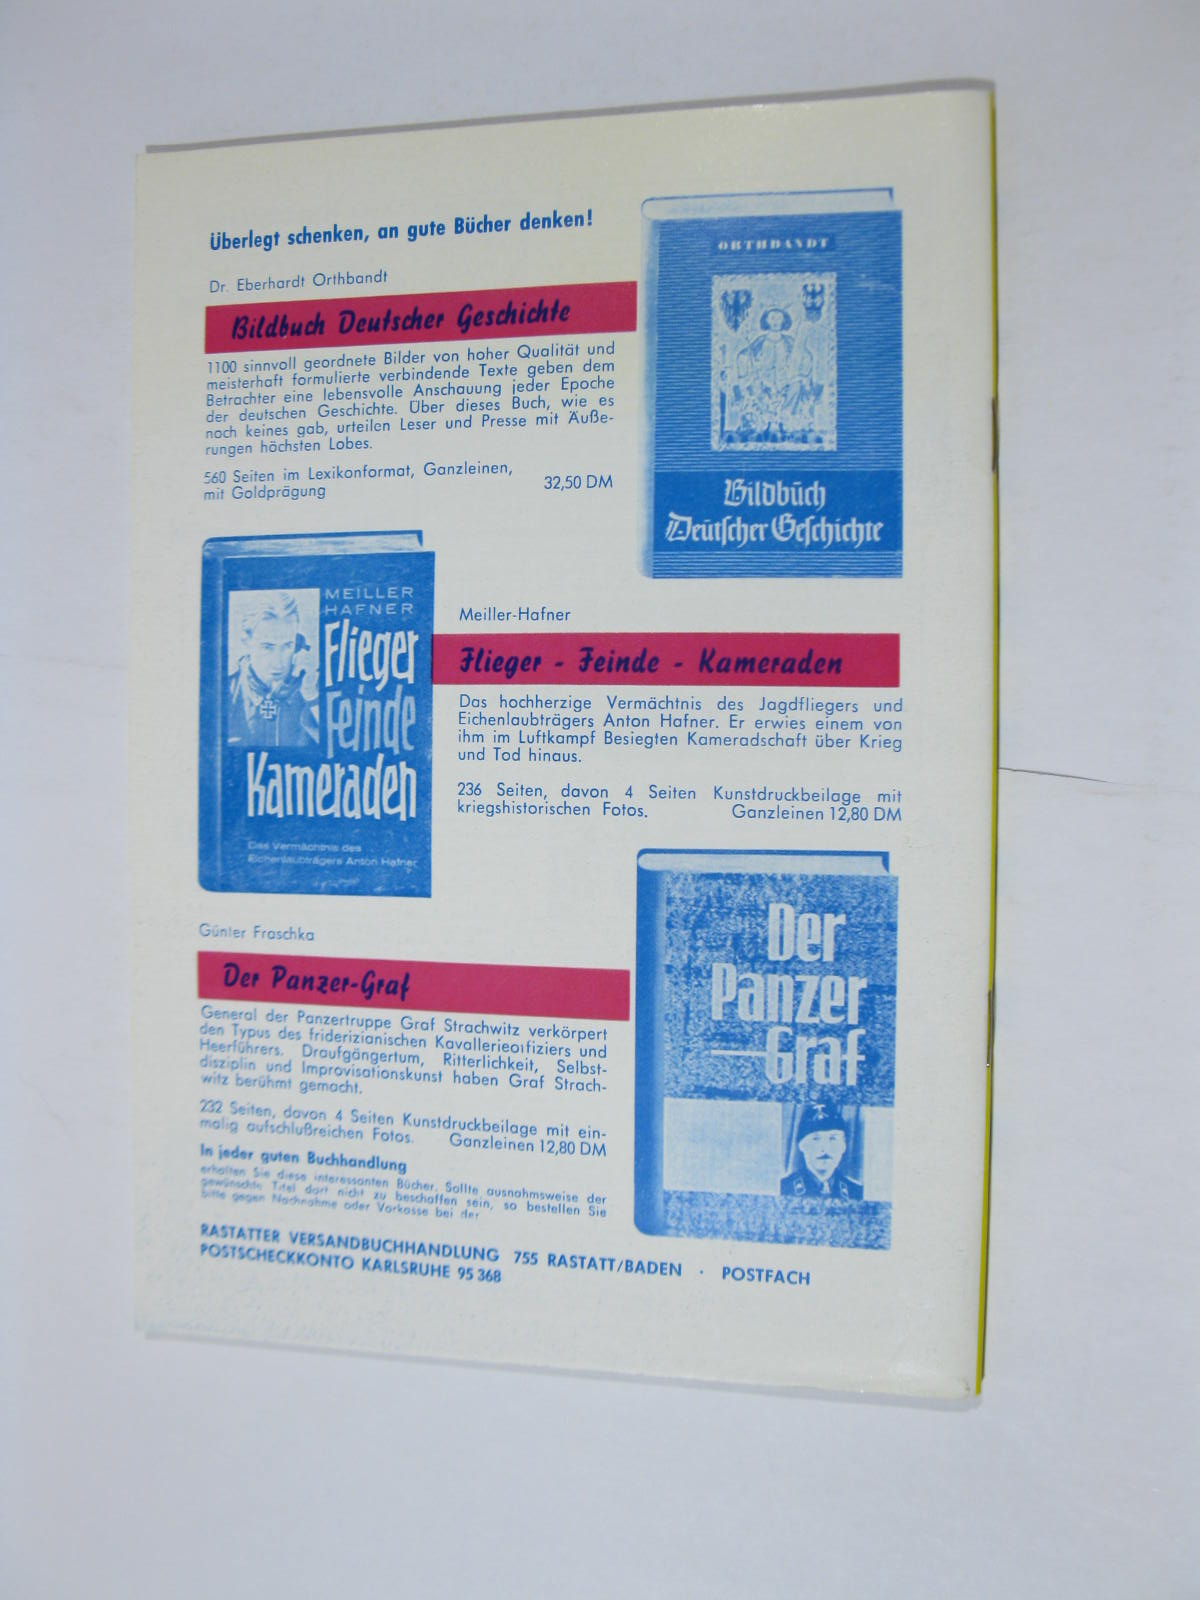 Überlegt schenken, an gute Bücher denken!
Dr. Eberhardt Orthbandt
Bildbuch Deutscher Geschichte
1100 sinnvoll geordnete Bilder von hoher Qualität und
meisterhaft formulierte verbindende Texte geben dem
Betrachter eine lebensvolle Anschauung jeder Epoche
der deutschen Geschichte. Über dieses Buch, wie es
noch keines gab, urteilen Leser und Presse mit Äuße-
rungen höchsten Lobes.
560 Seiten im Lexikonformat, Ganzleinen,
mit Goldprägung 32,50 DM
ORTHBANDT
Bildbuch
Deutscher Geschichte
MEILLER
HAFNER
Flieger
Feinde
Kameraden
Das Vermächtnis des
Eichenlaubträgers Anton Hafner
Meiller-Hafner
Flieger - Feinde - Kameraden
Das hochherzige Vermächtnis des Jagdfliegers und
Eichenlaubträgers Anton Hafner. Er erwies einem von
ihm im Luftkampf Besiegten Kameradschaft über Krieg
und Tod hinaus.
236 Seiten, davon 4 Seiten Kunstdruckbeilage mit
kriegshistorischen Fotos. Ganzleinen 12,80 DM
Günter Fraschka
Der Panzer-Graf
General der Panzertruppe Graf Strachwitz verkörpert
den Typus des friderizianischen Kavallerieoffiziers und
Heerführers. Draufgängertum, Ritterlichkeit, Selbst-
disziplin und Improvisationskunst haben Graf Strach-
witz berühmt gemacht.
232 Seiten, davon 4 Seiten Kunstdruckbeilage mit ein-
malig aufschlußreichen Fotos. Ganzleinen 12,80 DM
Der
Panzer
Graf
In jeder guten Buchhandlung
erhalten Sie diese interessanten Bücher. Sollte ausnahmsweise der
gewünschte Titel dort nicht zu beschaffen sein, so bestellen Sie
bitte gegen Nachnahme oder Vorkasse bei der
RASTATTER VERSANDBUCHHANDLUNG 755 RASTATT/BADEN · POSTFACH
POSTSCHECKKONTO KARLSRUHE 95 368